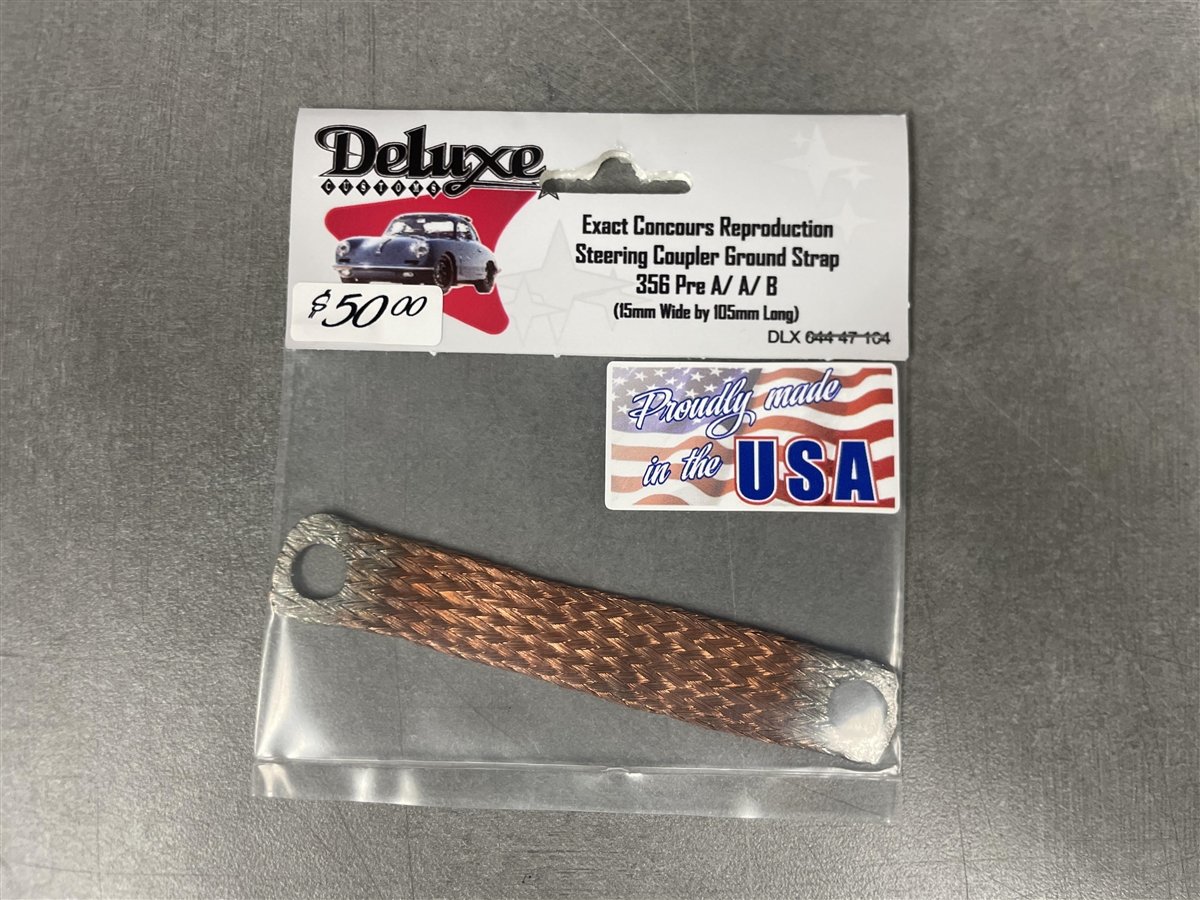 Deluxe
CUSTOMS
Exact Concours Reproduction
Steering Coupler Ground Strap
356 Pre A/ A/ B
(15mm Wide by 105mm Long)
DLX 644 47 104
$50.00
Proudly made
in the USA